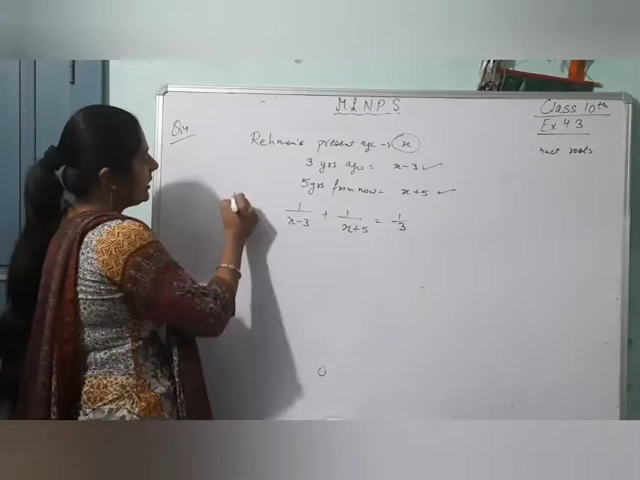 MLNPS
Class 10th
Ex 4.3
Q4
Rehman's present age → x
3 yrs ago = x-3 ✓
5 yrs from now = x+5 ✓
1/(x-3) + 1/(x+5) = 1/3
roots